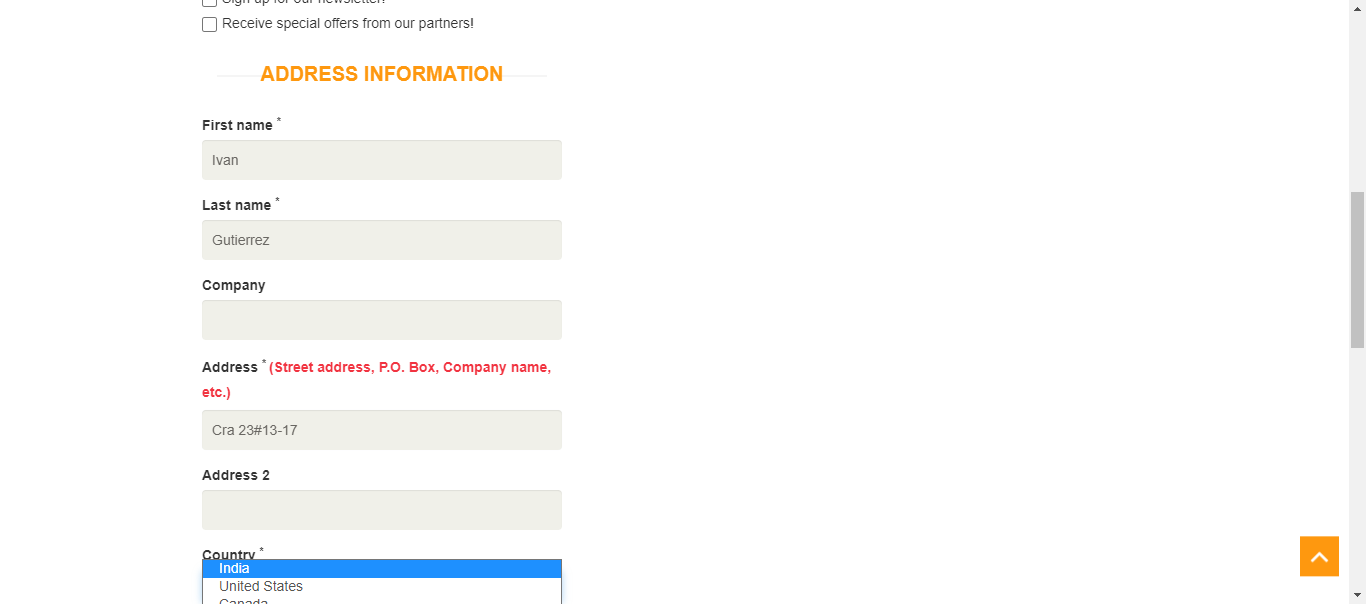 Sign up for our newsletter!
Receive special offers from our partners!
ADDRESS INFORMATION
First name *
Ivan
Last name *
Gutierrez
Company
Address * (Street address, P.O. Box, Company name,
etc.)
Cra 23#13-17
Address 2
Country *
India
United States
Canada